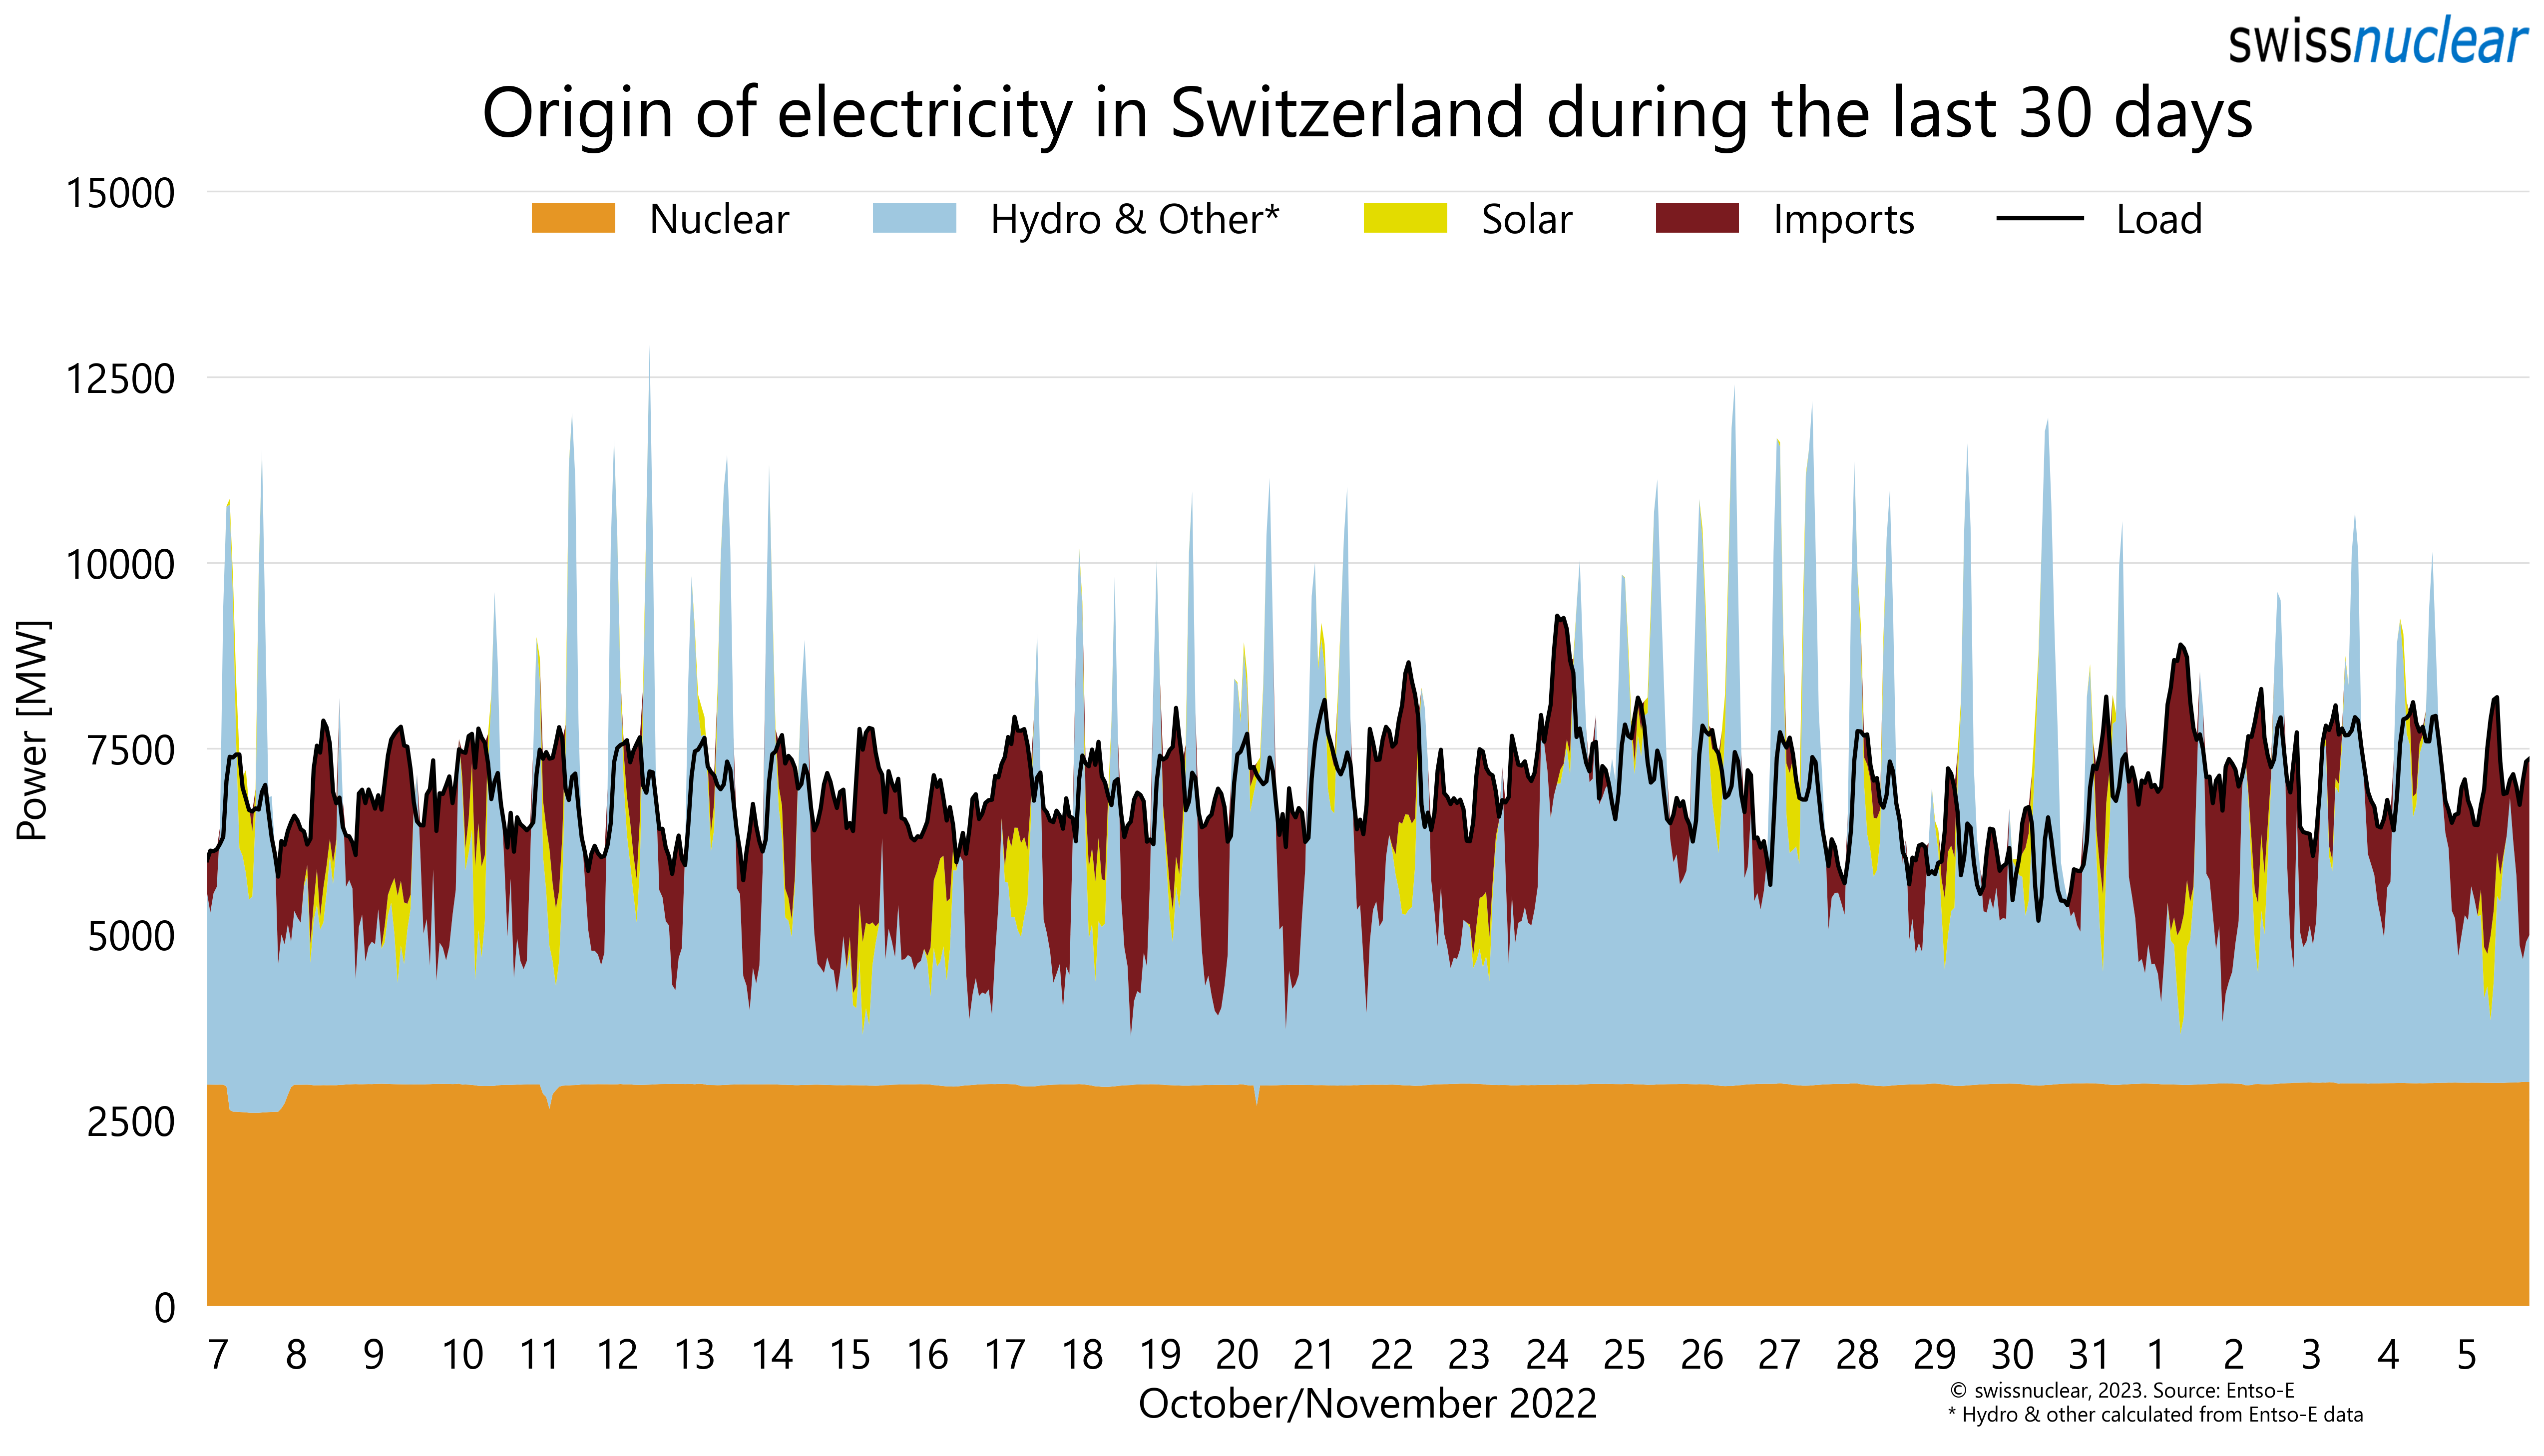 swissnuclear
Origin of electricity in Switzerland during the last 30 days
15000
Nuclear Hydro & Other* Solar Imports Load
12500
10000
7500
5000
2500
0
Power [MW]
7 8 9 10 11 12 13 14 15 16 17 18 19 20 21 22 23 24 25 26 27 28 29 30 31 1 2 3 4 5
October/November 2022
© swissnuclear, 2023. Source: Entso-E
* Hydro & other calculated from Entso-E data